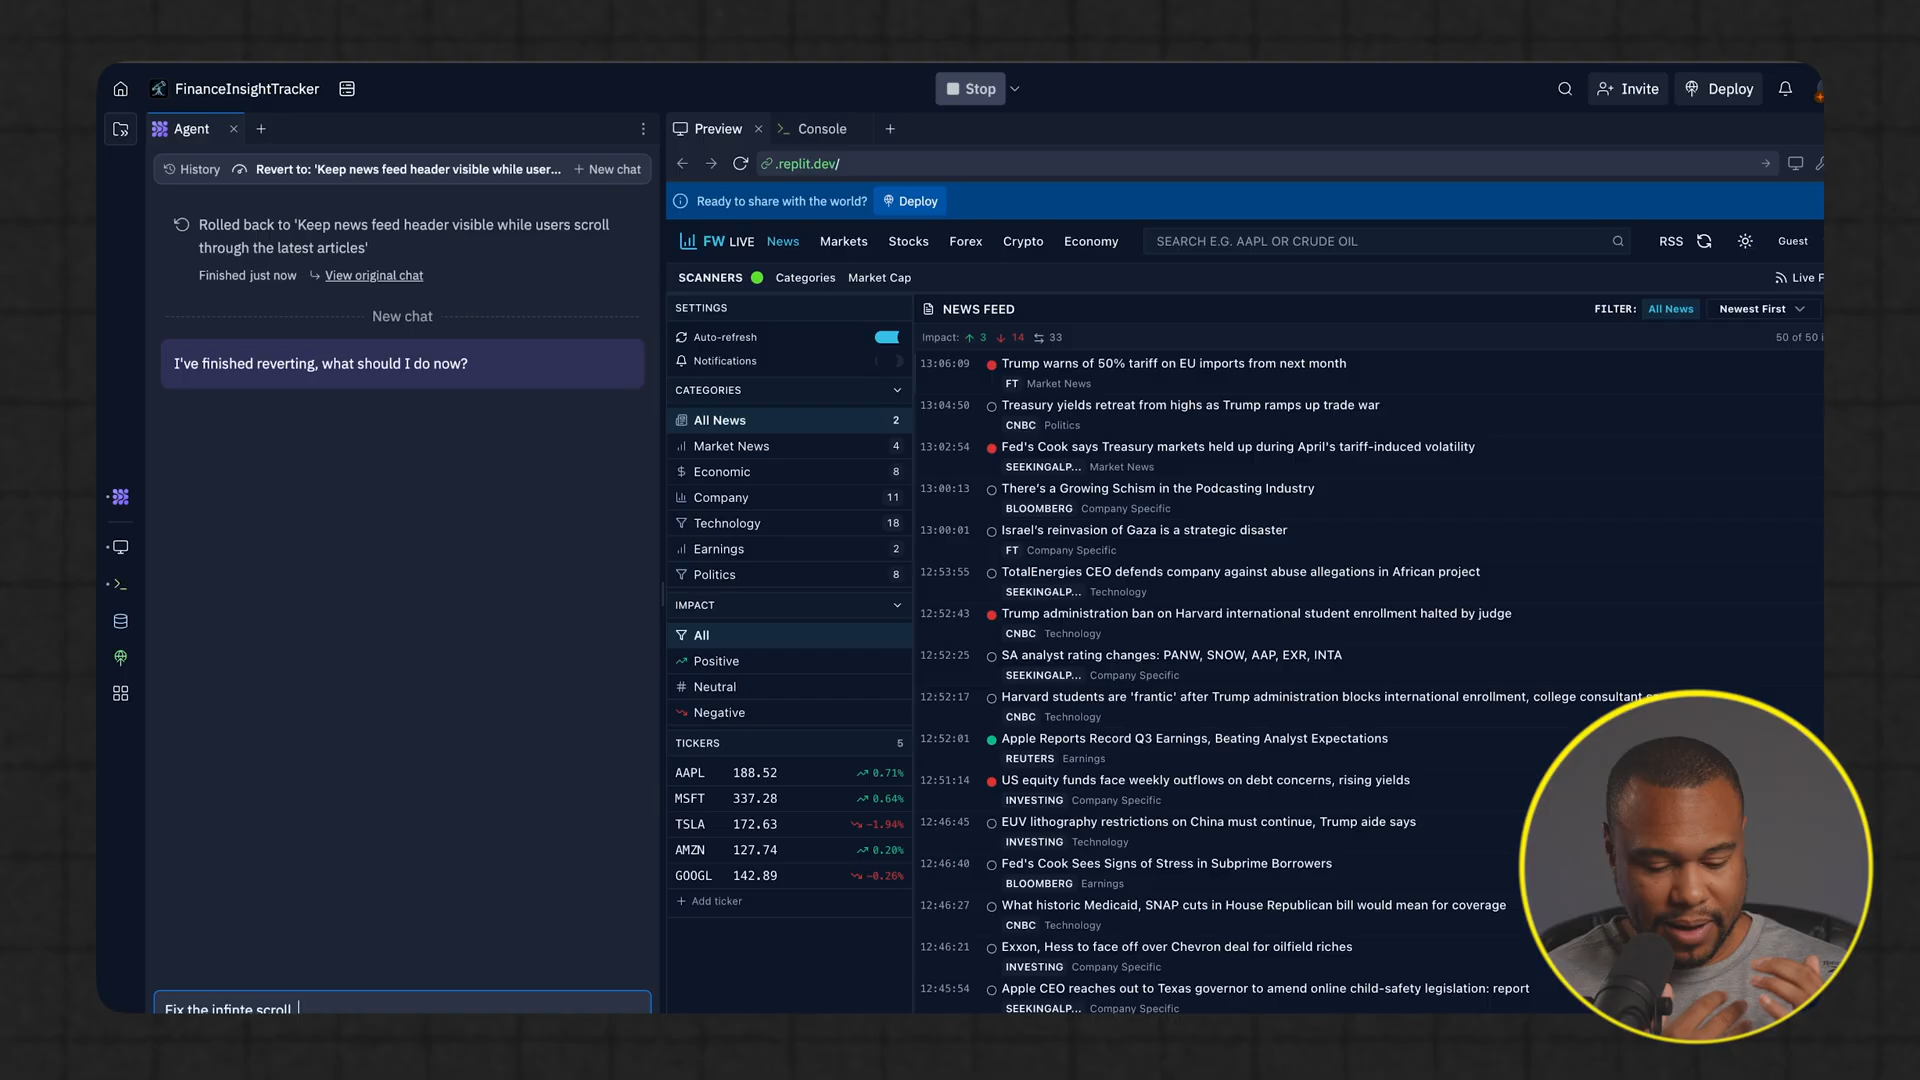 FinanceInsightTracker
Stop
Invite
Deploy
Agent
Preview
Console
History
Revert to: 'Keep news feed header visible while user...
+ New chat
.replit.dev/
Rolled back to 'Keep news feed header visible while users scroll
through the latest articles'
Finished just now
View original chat
New chat
I've finished reverting, what should I do now?
Fix the infinte scroll
Ready to share with the world?
Deploy
FW LIVE
News
Markets
Stocks
Forex
Crypto
Economy
SEARCH E.G. AAPL OR CRUDE OIL
RSS
Guest
SCANNERS
Categories
Market Cap
Live F
SETTINGS
Auto-refresh
Notifications
CATEGORIES
All News 2
Market News 4
Economic 8
Company 11
Technology 18
Earnings 2
Politics 8
IMPACT
All
Positive
Neutral
Negative
TICKERS 5
AAPL 188.52 0.71%
MSFT 337.28 0.64%
TSLA 172.63 -1.94%
AMZN 127.74 0.20%
GOOGL 142.89 -0.26%
+ Add ticker
NEWS FEED
FILTER: All News Newest First
Impact: 3 14 33
50 of 50 i
13:06:09 Trump warns of 50% tariff on EU imports from next month
FT Market News
13:04:50 Treasury yields retreat from highs as Trump ramps up trade war
CNBC Politics
13:02:54 Fed's Cook says Treasury markets held up during April's tariff-induced volatility
SEEKINGALP... Market News
13:00:13 There's a Growing Schism in the Podcasting Industry
BLOOMBERG Company Specific
13:00:01 Israel's reinvasion of Gaza is a strategic disaster
FT Company Specific
12:53:55 TotalEnergies CEO defends company against abuse allegations in African project
SEEKINGALP... Technology
12:52:43 Trump administration ban on Harvard international student enrollment halted by judge
CNBC Technology
12:52:25 SA analyst rating changes: PANW, SNOW, AAP, EXR, INTA
SEEKINGALP... Company Specific
12:52:17 Harvard students are 'frantic' after Trump administration blocks international enrollment, college consultant
CNBC Technology
12:52:01 Apple Reports Record Q3 Earnings, Beating Analyst Expectations
REUTERS Earnings
12:51:14 US equity funds face weekly outflows on debt concerns, rising yields
INVESTING Company Specific
12:46:45 EUV lithography restrictions on China must continue, Trump aide says
INVESTING Technology
12:46:40 Fed's Cook Sees Signs of Stress in Subprime Borrowers
BLOOMBERG Earnings
12:46:27 What historic Medicaid, SNAP cuts in House Republican bill would mean for coverage
CNBC Technology
12:46:21 Exxon, Hess to face off over Chevron deal for oilfield riches
INVESTING Company Specific
12:45:54 Apple CEO reaches out to Texas governor to amend online child-safety legislation: report
SEEKINGALP... Company Specific